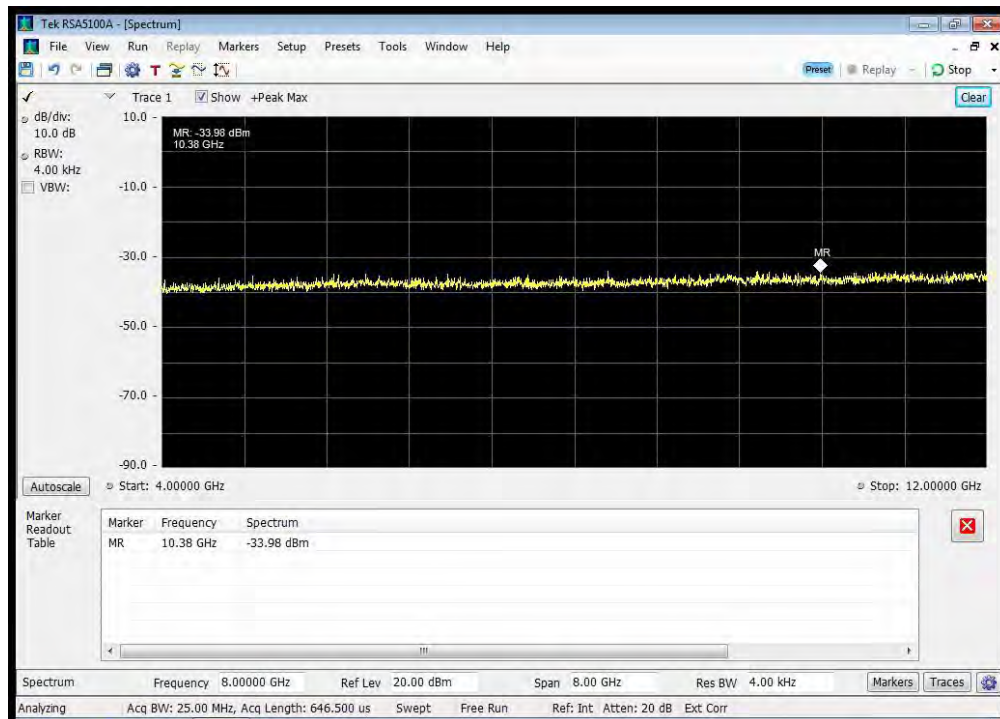 Tek RSA5100A - [Spectrum]
File View Run Replay Markers Setup Presets Tools Window Help
Preset Replay Stop
Trace 1 Show +Peak Max Clear
dB/div:
10.0 dB
RBW:
4.00 kHz
VBW:
10.0
-10.0
-30.0
-50.0
-70.0
-90.0
MR: -33.98 dBm
10.38 GHz
MR
Autoscale Start: 4.00000 GHz Stop: 12.00000 GHz
Marker Readout Table
Marker Frequency Spectrum
MR 10.38 GHz -33.98 dBm
Spectrum Frequency 8.00000 GHz Ref Lev 20.00 dBm Span 8.00 GHz Res BW 4.00 kHz Markers Traces
Analyzing Acq BW: 25.00 MHz, Acq Length: 646.500 us Swept Free Run Ref: Int Atten: 20 dB Ext Corr